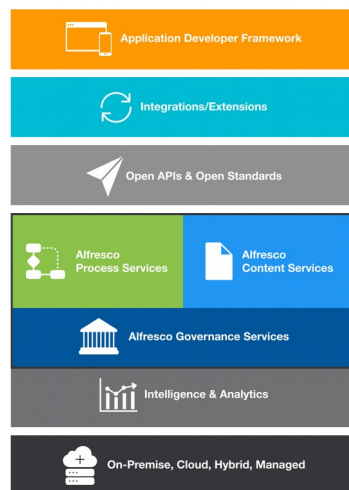 Application Developer Framework
Integrations/Extensions
Open APIs & Open Standards
Alfresco
Process Services
Alfresco
Content Services
Alfresco Governance Services
Intelligence & Analytics
On-Premise, Cloud, Hybrid, Managed